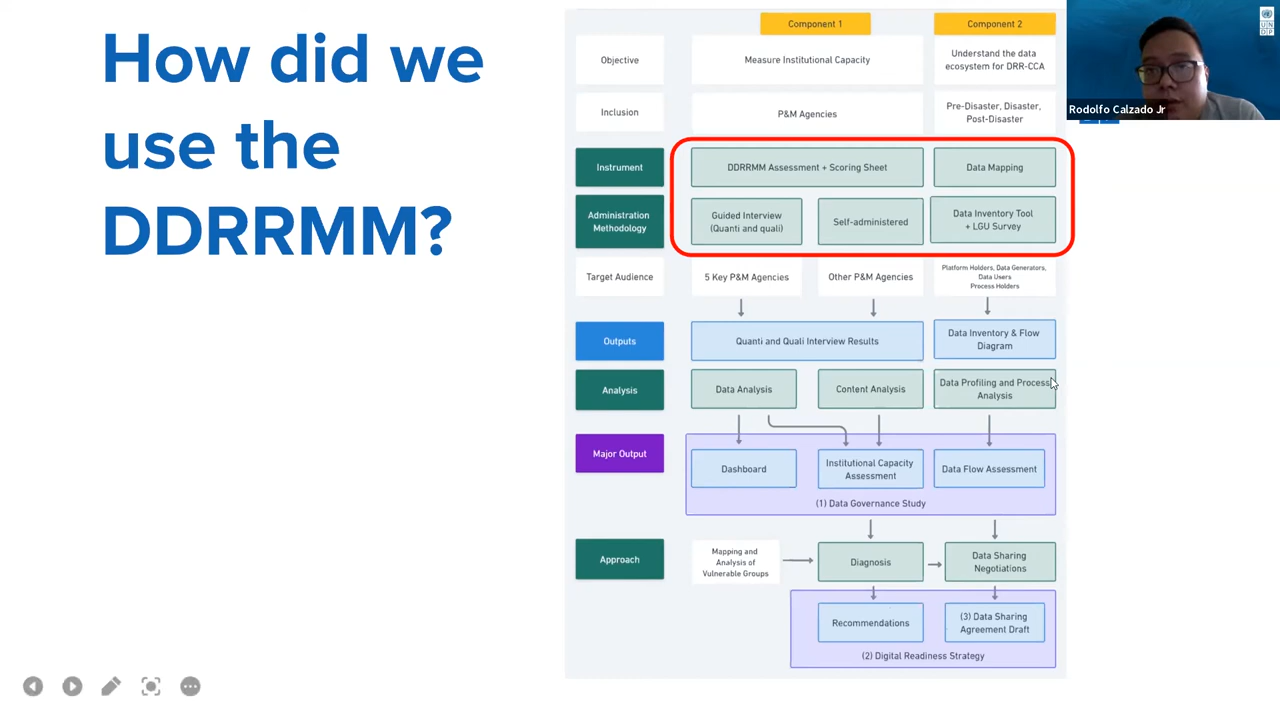 How did we
use the
DDRRMM?
Component 1
Component 2
Objective
Measure Institutional Capacity
Understand the data
ecosystem for DRR-CCA
Inclusion
P&M Agencies
Pre-Disaster, Disaster,
Post-Disaster
Instrument
DDRRMM Assessment + Scoring Sheet
Data Mapping
Administration
Methodology
Guided Interview
(Quanti and quali)
Self-administered
Data Inventory Tool
+ LGU Survey
Target Audience
5 Key P&M Agencies
Other P&M Agencies
Platform Holders, Data Generators,
Data Users
Process Holders
Outputs
Quanti and Quali Interview Results
Data Inventory & Flow
Diagram
Analysis
Data Analysis
Content Analysis
Data Profiling and Process
Analysis
Major Output
Dashboard
Institutional Capacity
Assessment
Data Flow Assessment
(1) Data Governance Study
Approach
Mapping and
Analysis of
Vulnerable Groups
Diagnosis
Data Sharing
Negotiations
Recommendations
(3) Data Sharing
Agreement Draft
(2) Digital Readiness Strategy
Rodolfo Calzado Jr
U N
D P